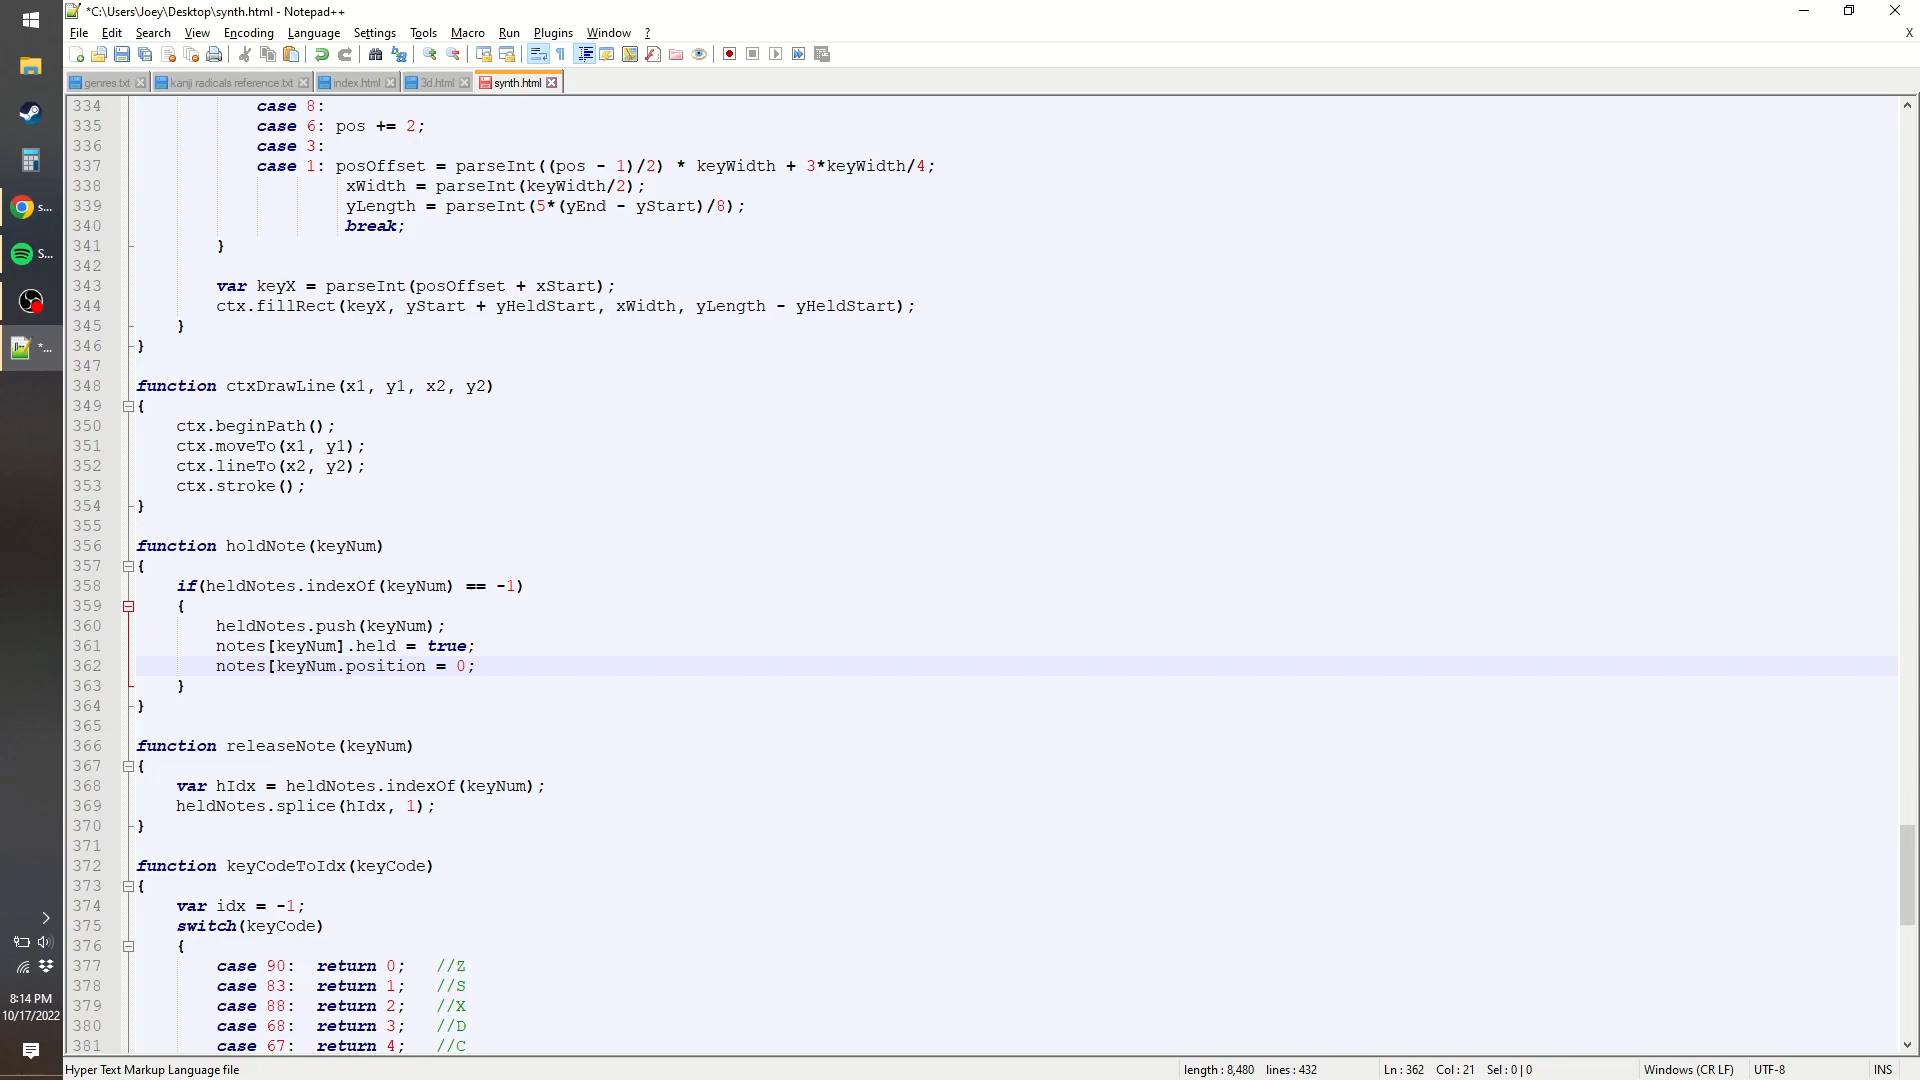 *C:\Users\Joey\Desktop\synth.html - Notepad++
File Edit Search View Encoding Language Settings Tools Macro Run Plugins Window ? X
genres.txt kanji radicals reference.txt index.html 3d.html synth.html
334 case 8:
335 case 6: pos += 2;
336 case 3:
337 case 1: posOffset = parseInt((pos - 1)/2) * keyWidth + 3*keyWidth/4;
338 xWidth = parseInt(keyWidth/2);
339 yLength = parseInt(5*(yEnd - yStart)/8);
340 break;
341 }
342
343 var keyX = parseInt(posOffset + xStart);
344 ctx.fillRect(keyX, yStart + yHeldStart, xWidth, yLength - yHeldStart);
345 }
346 }
347
348 function ctxDrawLine(x1, y1, x2, y2)
349 {
350 ctx.beginPath();
351 ctx.moveTo(x1, y1);
352 ctx.lineTo(x2, y2);
353 ctx.stroke();
354 }
355
356 function holdNote(keyNum)
357 {
358 if(heldNotes.indexOf(keyNum) == -1)
359 {
360 heldNotes.push(keyNum);
361 notes[keyNum].held = true;
362 notes[keyNum.position = 0;
363 }
364 }
365
366 function releaseNote(keyNum)
367 {
368 var hIdx = heldNotes.indexOf(keyNum);
369 heldNotes.splice(hIdx, 1);
370 }
371
372 function keyCodeToIdx(keyCode)
373 {
374 var idx = -1;
375 switch(keyCode)
376 {
377 case 90: return 0; //Z
378 case 83: return 1; //S
379 case 88: return 2; //X
380 case 68: return 3; //D
381 case 67: return 4; //C
s...
S...
*...
8:14 PM
10/17/2022
Hyper Text Markup Language file length : 8,480 lines : 432 Ln : 362 Col : 21 Sel : 0 | 0 Windows (CR LF) UTF-8 INS